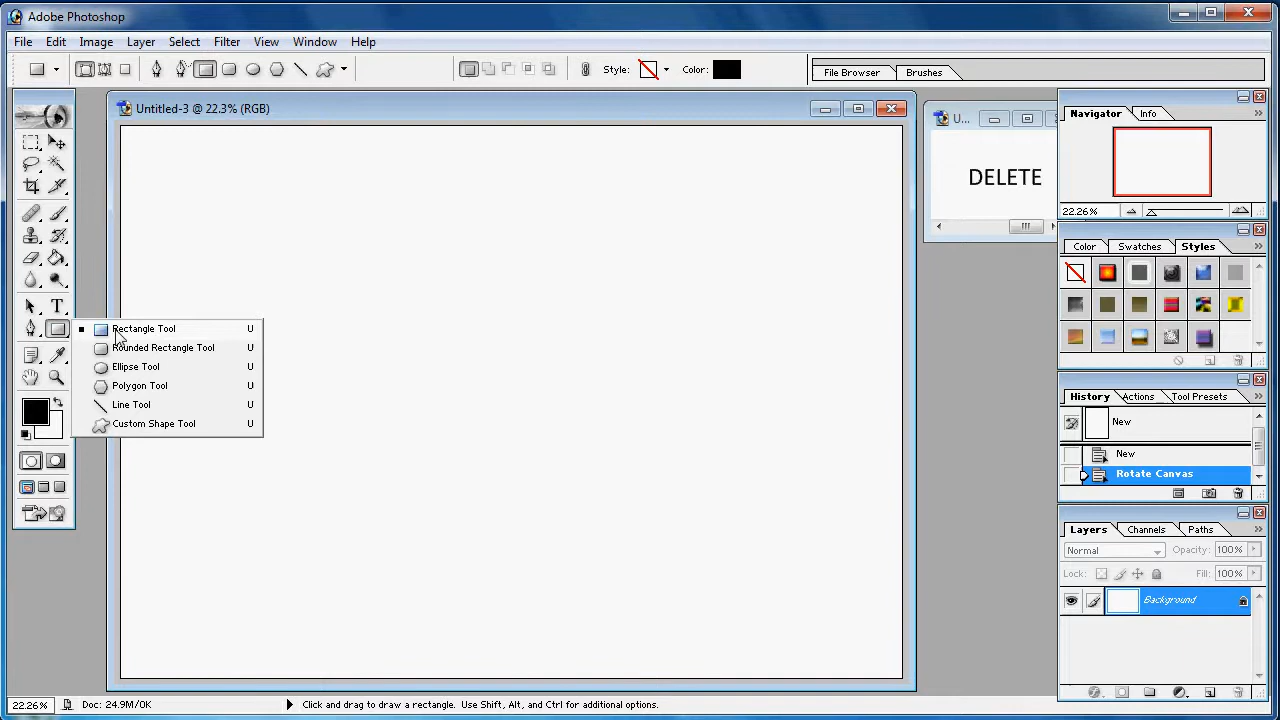 Adobe Photoshop
File Edit Image Layer Select Filter View Window Help
Style: Color: File Browser Brushes
Untitled-3 @ 22.3% (RGB)
U...
DELETE
Navigator Info
22.26%
Color Swatches Styles
T
Rectangle Tool U
Rounded Rectangle Tool U
Ellipse Tool U
Polygon Tool U
Line Tool U
Custom Shape Tool U
History Actions Tool Presets
New
New
Rotate Canvas
Layers Channels Paths
Normal Opacity: 100%
Lock: Fill: 100%
Background
22.26% Doc: 24.9M/0K Click and drag to draw a rectangle. Use Shift, Alt, and Ctrl for additional options.